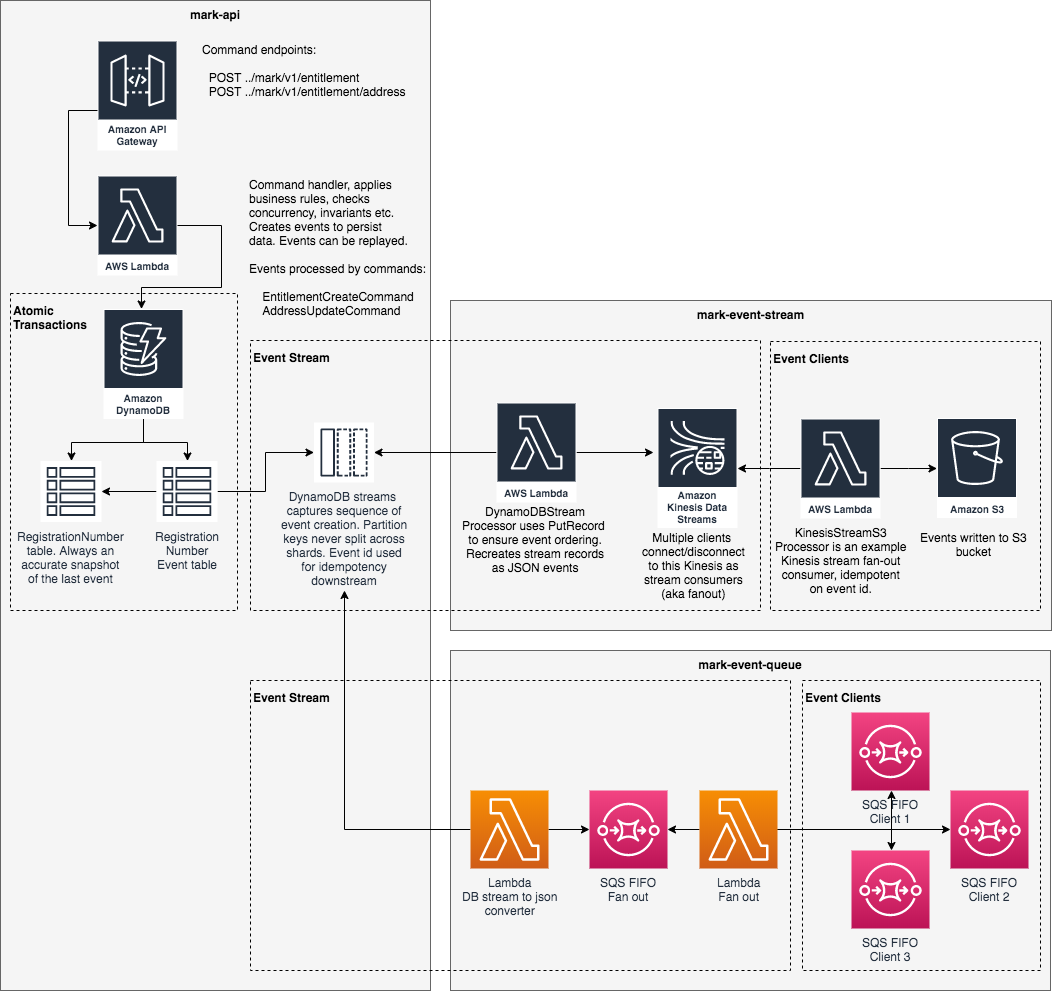 mark-api
Command endpoints:
POST ../mark/v1/entitlement
POST ../mark/v1/entitlement/address
Amazon API
Gateway
Command handler, applies
business rules, checks
concurrency, invariants etc.
Creates events to persist
data. Events can be replayed.
Events processed by commands:
EntitlementCreateCommand
AddressUpdateCommand
AWS Lambda
Atomic
Transactions
Amazon
DynamoDB
RegistrationNumber
table. Always an
accurate snapshot
of the last event
Registration
Number
Event table
mark-event-stream
Event Stream
DynamoDB streams
captures sequence of
event creation. Partition
keys never split across
shards. Event id used
for idempotency
downstream
AWS Lambda
DynamoDBStream
Processor uses PutRecord
to ensure event ordering.
Recreates stream records
as JSON events
Amazon
Kinesis Data
Streams
Multiple clients
connect/disconnect
to this Kinesis as
stream consumers
(aka fanout)
Event Clients
AWS Lambda
KinesisStreamS3
Processor is an example
Kinesis stream fan-out
consumer, idempotent
on event id.
Amazon S3
Events written to S3
bucket
mark-event-queue
Event Stream
Lambda
DB stream to json
converter
SQS FIFO
Fan out
Lambda
Fan out
Event Clients
SQS FIFO
Client 1
SQS FIFO
Client 2
SQS FIFO
Client 3